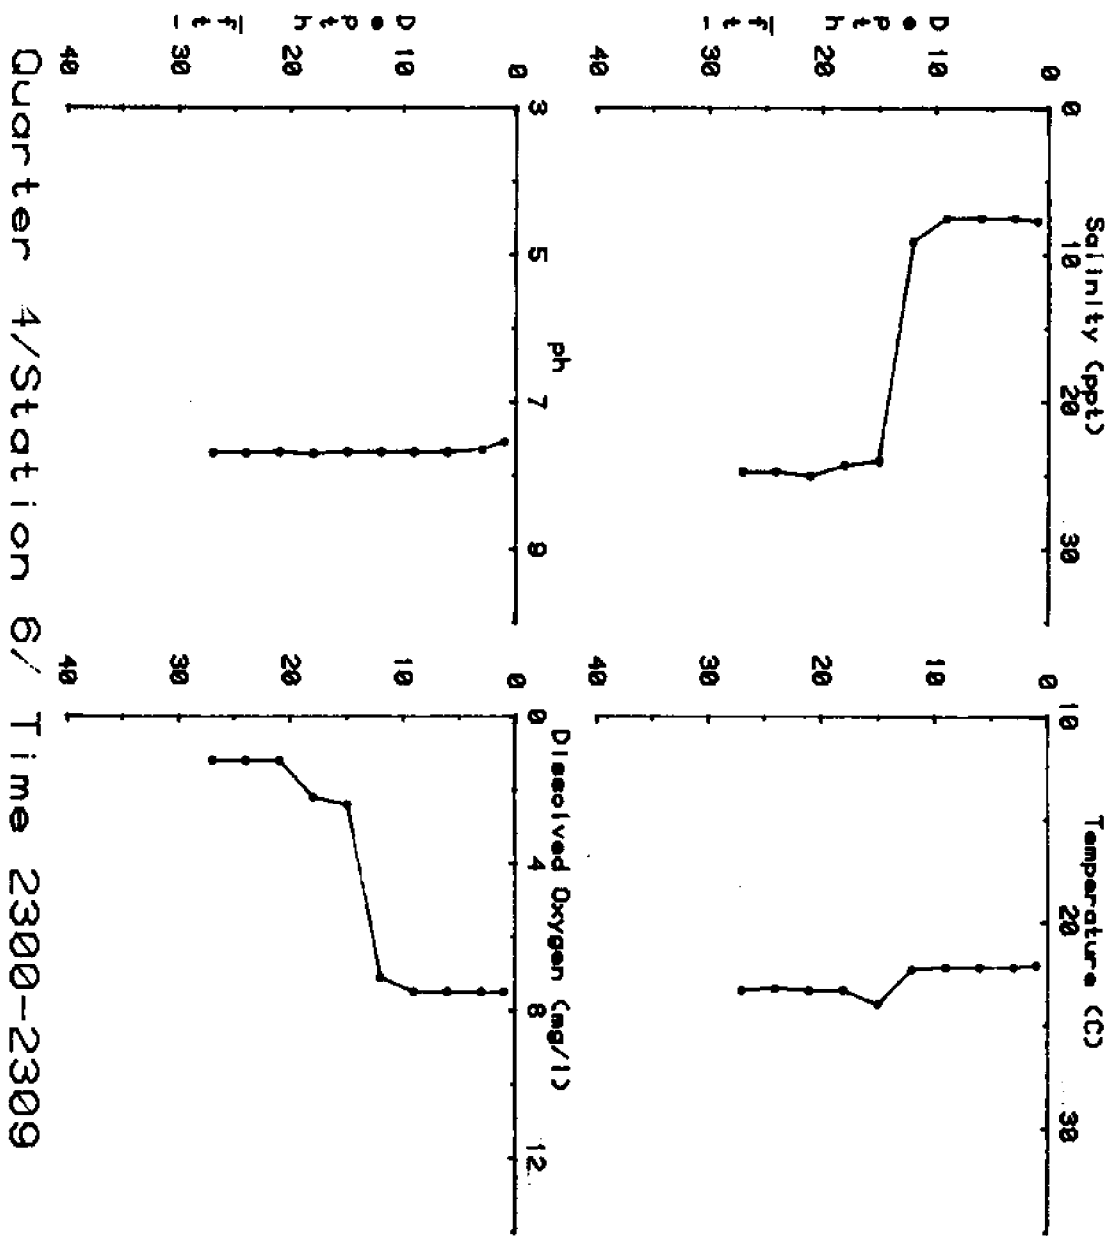 Salinity (ppt)
0 10 20 30
0
10
20
30
40
Depth
ft
Temperature (C)
10 20 30
0
10
20
30
40
ph
3 5 7 9
0
10
20
30
40
Depth
ft
Dissolved Oxygen (mg/l)
0 4 8 12
0
10
20
30
40
Quarter 4/Station 6/ Time 2300-2309